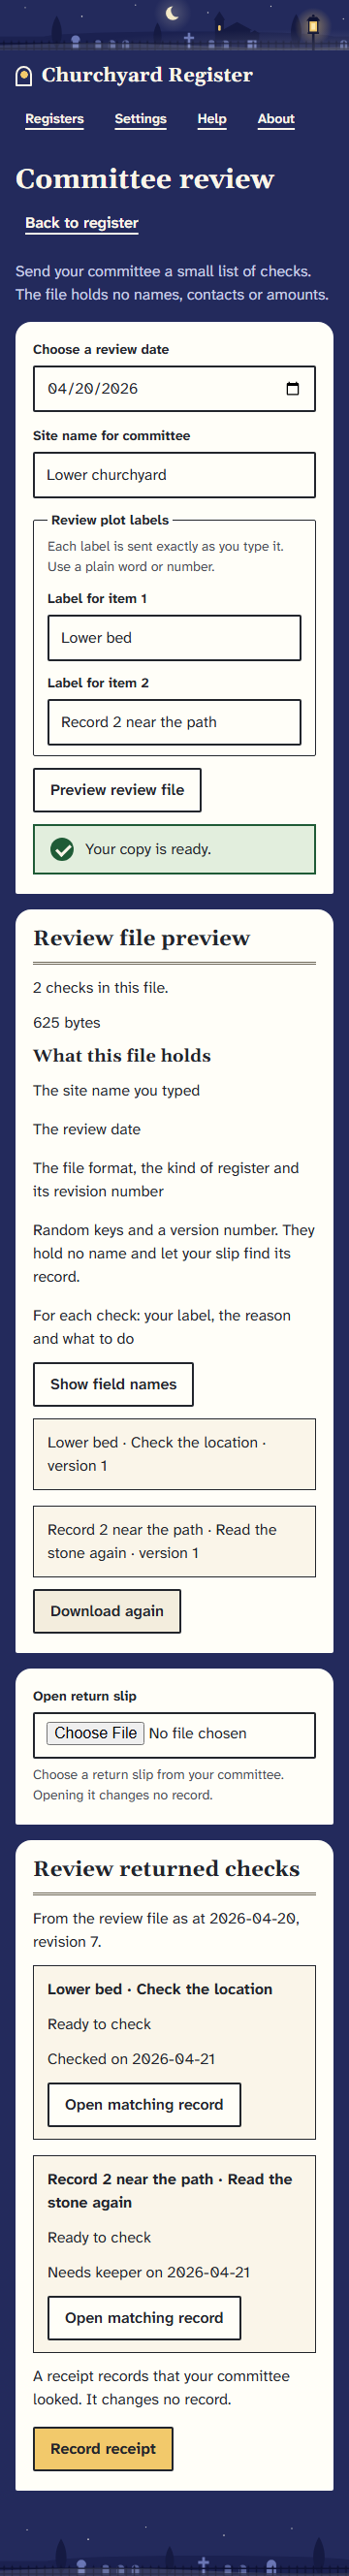 Churchyard Register
Registers Settings Help About
Committee review
Back to register
Send your committee a small list of checks.
The file holds no names, contacts or amounts.
Choose a review date
04/20/2026
Site name for committee
Lower churchyard
Review plot labels
Each label is sent exactly as you type it.
Use a plain word or number.
Label for item 1
Lower bed
Label for item 2
Record 2 near the path
Preview review file
Your copy is ready.
Review file preview
2 checks in this file.
625 bytes
What this file holds
The site name you typed
The review date
The file format, the kind of register and
its revision number
Random keys and a version number. They
hold no name and let your slip find its
record.
For each check: your label, the reason
and what to do
Show field names
Lower bed · Check the location ·
version 1
Record 2 near the path · Read the
stone again · version 1
Download again
Open return slip
Choose File No file chosen
Choose a return slip from your committee.
Opening it changes no record.
Review returned checks
From the review file as at 2026-04-20,
revision 7.
Lower bed · Check the location
Ready to check
Checked on 2026-04-21
Open matching record
Record 2 near the path · Read the
stone again
Ready to check
Needs keeper on 2026-04-21
Open matching record
A receipt records that your committee
looked. It changes no record.
Record receipt